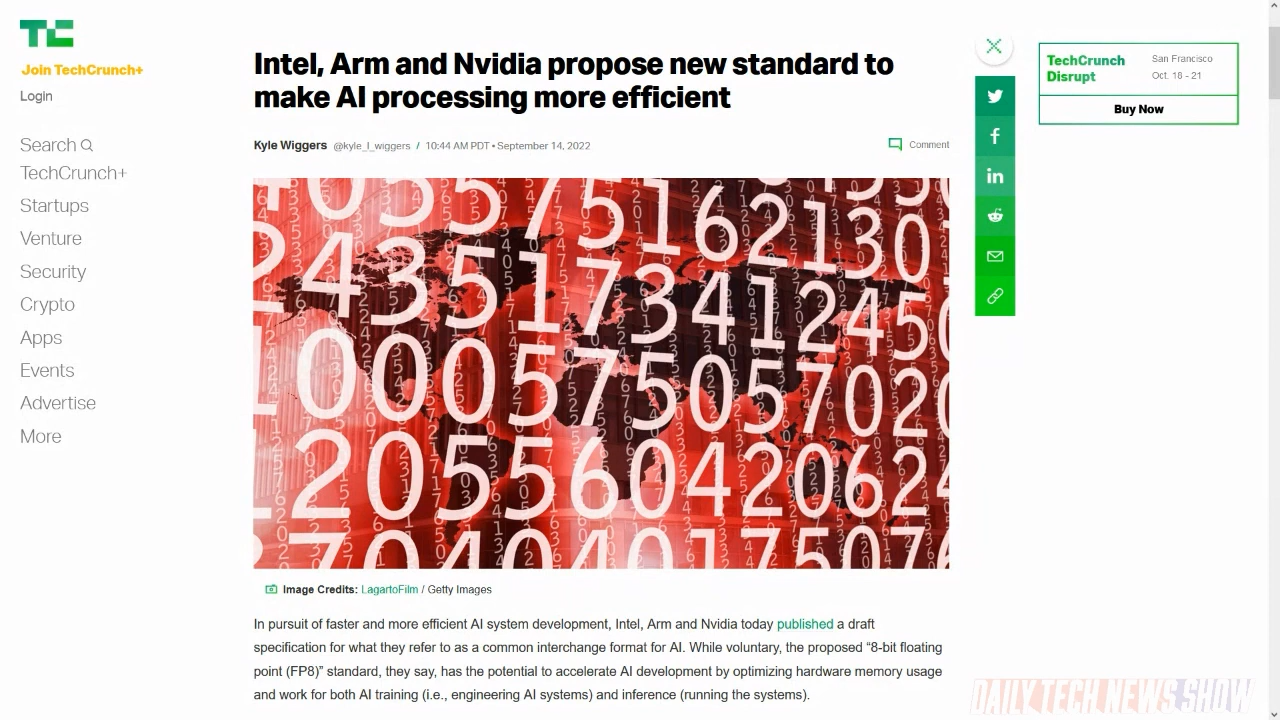 TC
Join TechCrunch+
Login
Search
TechCrunch+
Startups
Venture
Security
Crypto
Apps
Events
Advertise
More
Intel, Arm and Nvidia propose new standard to
make AI processing more efficient
Kyle Wiggers @kyle_l_wiggers / 10:44 AM PDT • September 14, 2022
Comment
Image Credits: LagartoFilm / Getty Images
In pursuit of faster and more efficient AI system development, Intel, Arm and Nvidia today published a draft
specification for what they refer to as a common interchange format for AI. While voluntary, the proposed “8-bit floating
point (FP8)” standard, they say, has the potential to accelerate AI development by optimizing hardware memory usage
and work for both AI training (i.e., engineering AI systems) and inference (running the systems).
TechCrunch
Disrupt
San Francisco
Oct. 18 - 21
Buy Now
DAILY TECH NEWS SHOW